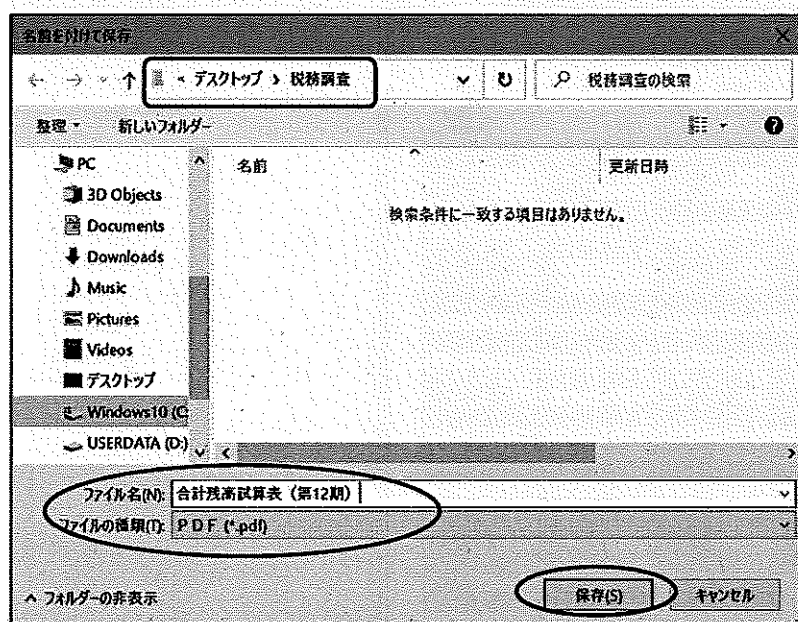 名前を付けて保存
« デスクトップ › 税務調査
税務調査の検索
整理
新しいフォルダー
名前
更新日時
検索条件に一致する項目はありません。
PC
3D Objects
Documents
Downloads
Music
Pictures
Videos
デスクトップ
Windows10 (C
USERDATA (D:)
ファイル名(N): 合計残高試算表（第12期）
ファイルの種類(T): PDF (*.pdf)
フォルダーの非表示
保存(S)
キャンセル